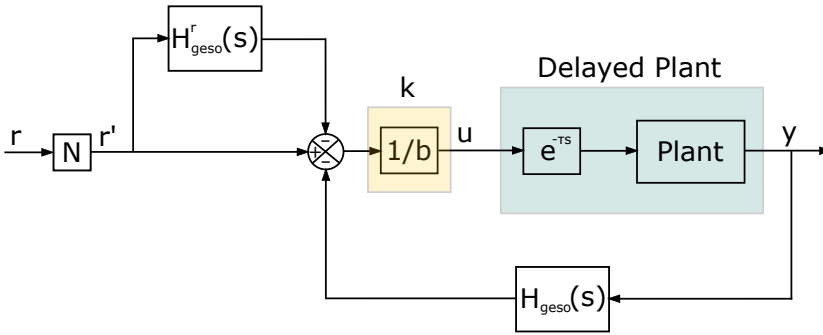 H^r_geso(s)
Delayed Plant
k
r
N
r'
−
+
−
1/b
u
e^-τs
Plant
y
H_geso(s)